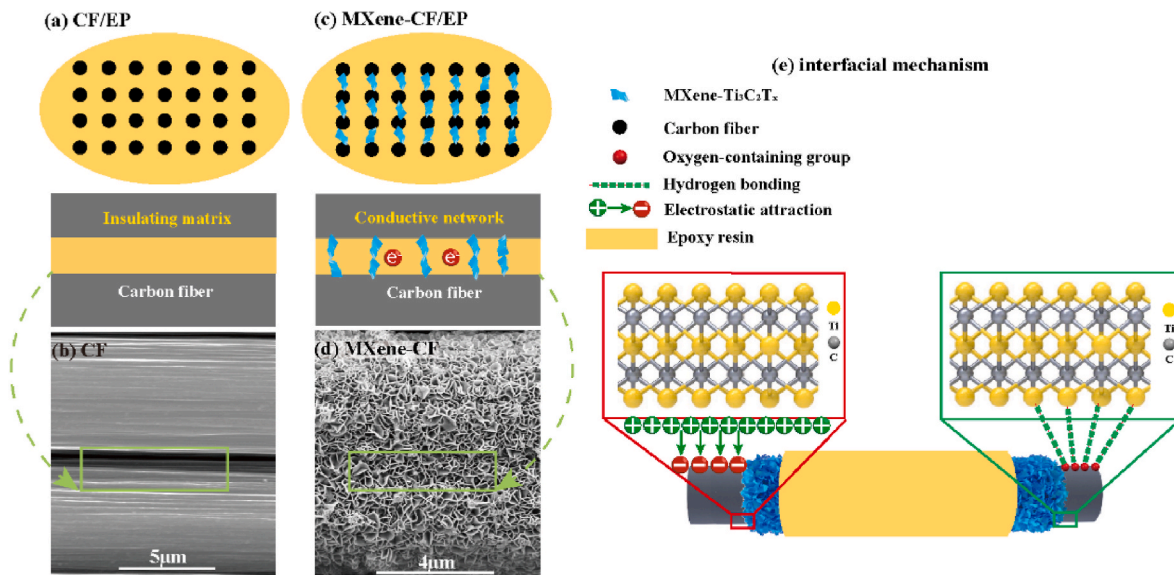 (a) CF/EP
(c) MXene-CF/EP
Insulating matrix
Carbon fiber
Conductive network
e⁻
e⁻
Carbon fiber
(b) CF
5μm
(d) MXene-CF
4μm
(e) interfacial mechanism
MXene-Ti₃C₂Tₓ
Carbon fiber
Oxygen-containing group
Hydrogen bonding
Electrostatic attraction
Epoxy resin
Ti
C
Ti
C